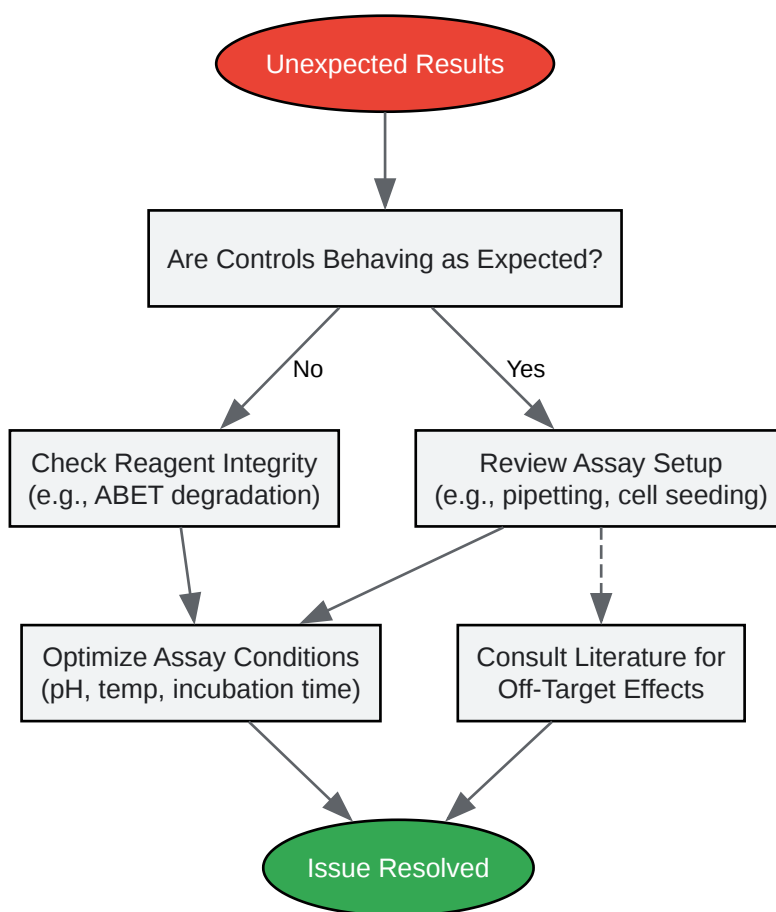 Unexpected Results
Are Controls Behaving as Expected?
No
Yes
Check Reagent Integrity
(e.g., ABET degradation)
Review Assay Setup
(e.g., pipetting, cell seeding)
Optimize Assay Conditions
(pH, temp, incubation time)
Consult Literature for
Off-Target Effects
Issue Resolved